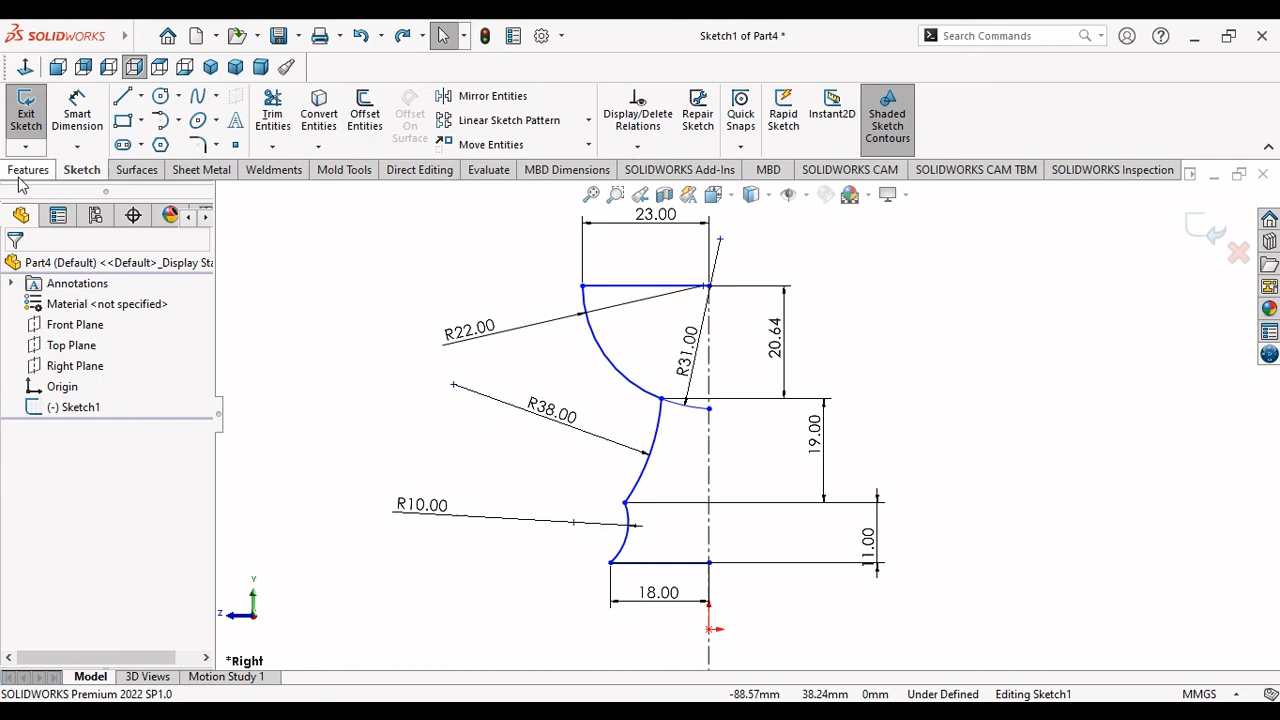 SOLIDWORKS
Sketch1 of Part4 *
Search Commands
Exit Sketch
Smart Dimension
Trim Entities
Convert Entities
Offset Entities
Offset On Surface
Mirror Entities
Linear Sketch Pattern
Move Entities
Display/Delete Relations
Repair Sketch
Quick Snaps
Rapid Sketch
Instant2D
Shaded Sketch Contours
Features
Sketch
Surfaces
Sheet Metal
Weldments
Mold Tools
Direct Editing
Evaluate
MBD Dimensions
SOLIDWORKS Add-Ins
MBD
SOLIDWORKS CAM
SOLIDWORKS CAM TBM
SOLIDWORKS Inspection
Part4 (Default) <<Default>_Display Sta
Annotations
Material <not specified>
Front Plane
Top Plane
Right Plane
Origin
(-) Sketch1
23.00
R22.00
R31.00
20.64
R38.00
19.00
R10.00
11.00
18.00
Y
Z
*Right
Model
3D Views
Motion Study 1
SOLIDWORKS Premium 2022 SP1.0
-88.57mm
38.24mm
0mm
Under Defined
Editing Sketch1
MMGS